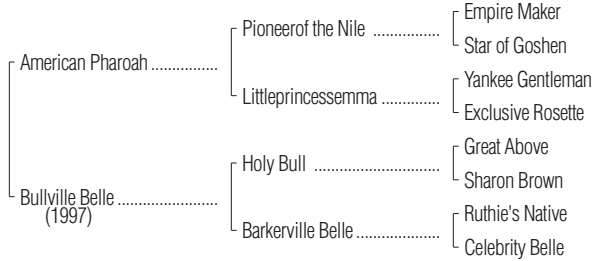 Empire Maker
Pioneerof the Nile ................
Star of Goshen
American Pharoah ................
Yankee Gentleman
Littleprincessemma ..............
Exclusive Rosette
Great Above
Holy Bull ..............................
Sharon Brown
Bullville Belle ........................
(1997)
Ruthie's Native
Barkerville Belle ....................
Celebrity Belle